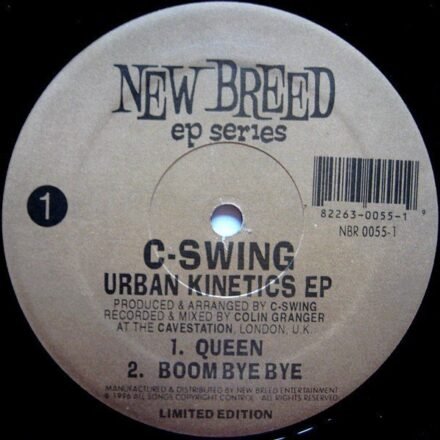 NEW BREED
ep series
1
82263-0055-1 9
NBR 0055-1
C-SWING
URBAN KINETICS EP
PRODUCED & ARRANGED BY C-SWING
RECORDED & MIXED BY COLIN GRANGER
AT THE CAVESTATION, LONDON, U.K.
1. QUEEN
2. BOOM BYE BYE
MANUFACTURED & DISTRIBUTED BY NEW BREED ENTERTAINMENT
© 1996 ALL SONGS COPYRIGHT CONTROL - ALL RIGHTS RESERVED
LIMITED EDITION